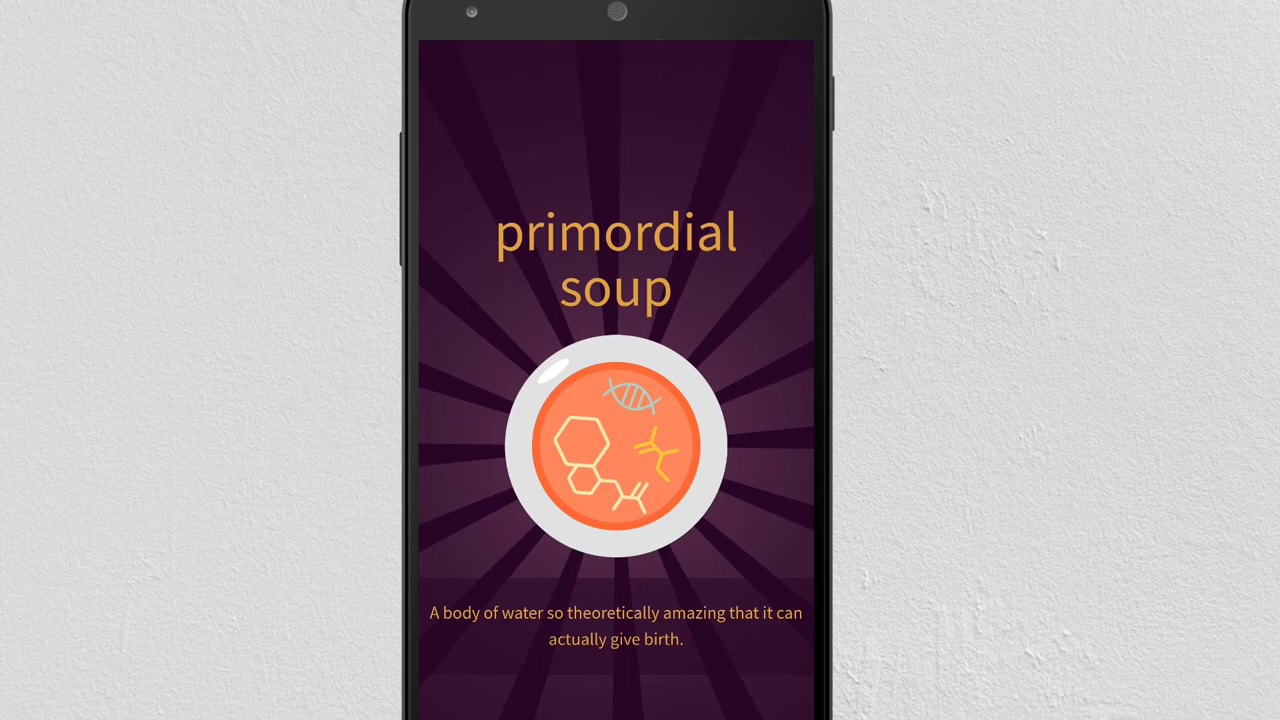 primordial
soup
A body of water so theoretically amazing that it can
actually give birth.